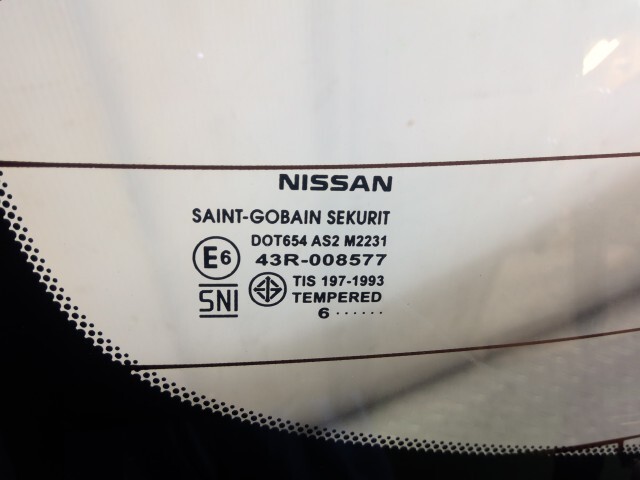 NISSAN
SAINT-GOBAIN SEKURIT
DOT654 AS2 M2231
E6 43R-008577
TIS 197-1993
SNI TEMPERED
6 ······